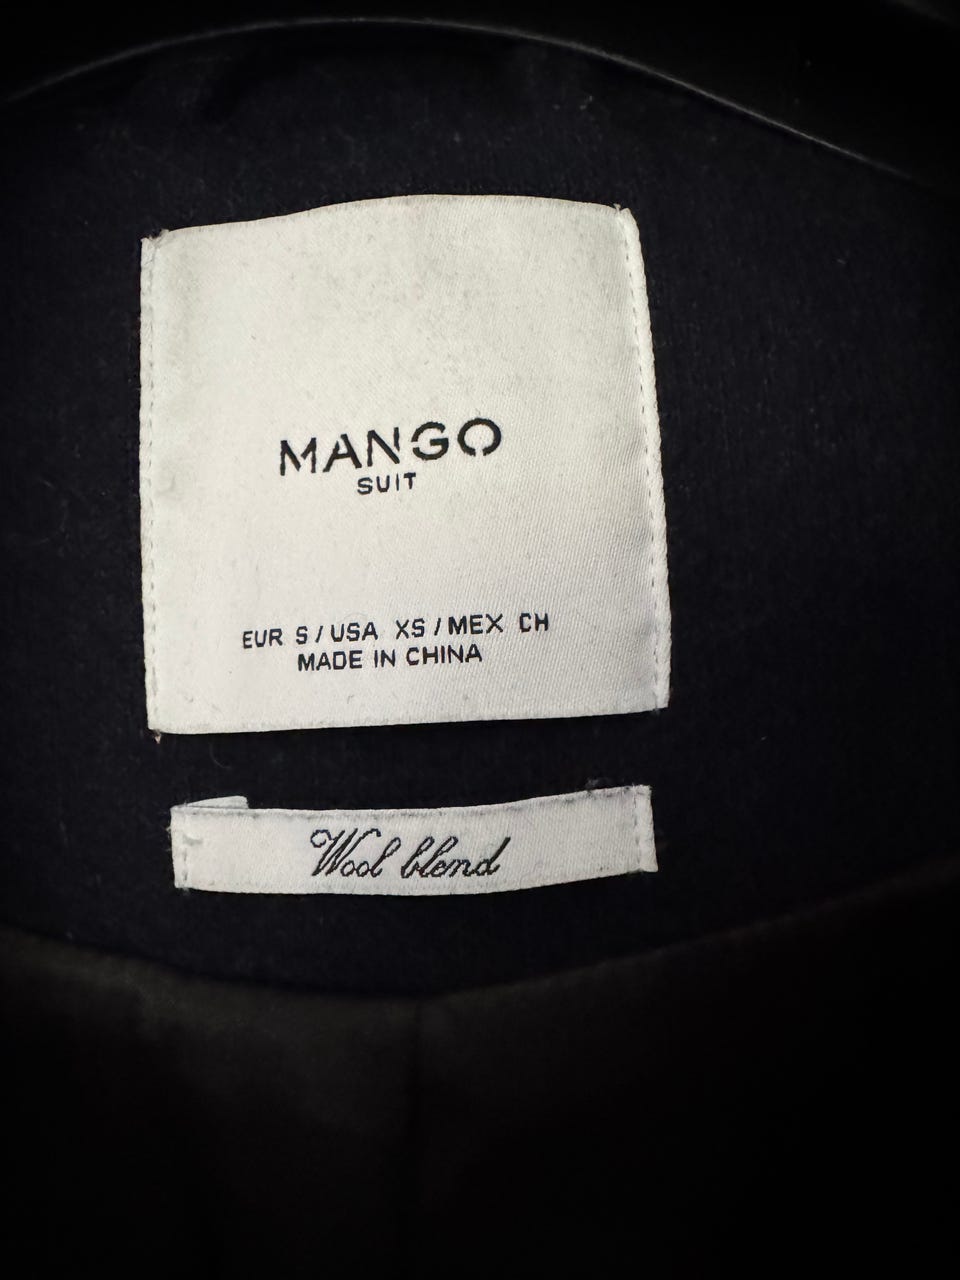 MANGO
SUIT
EUR S / USA XS / MEX CH
MADE IN CHINA
Wool blend